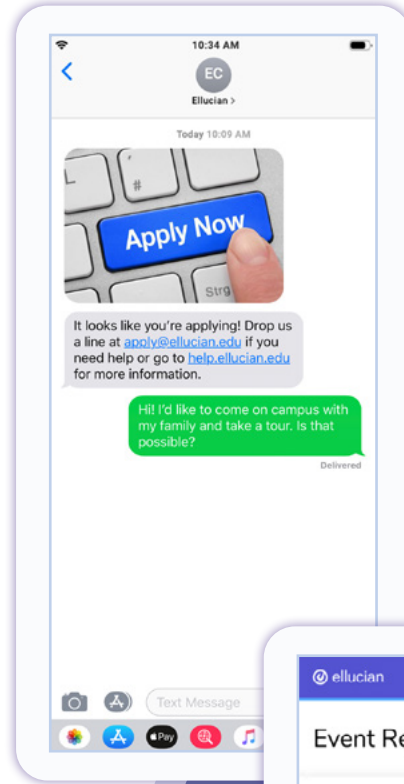 10:34 AM
EC
Ellucian >
Today 10:09 AM
L
#
Apply Now
Strg
It looks like you're applying! Drop us
a line at apply@ellucian.edu if you
need help or go to help.ellucian.edu
for more information.
Hi! I'd like to come on campus with
my family and take a tour. Is that
possible?
Delivered
Text Message
Pay
ellucian
Event Re